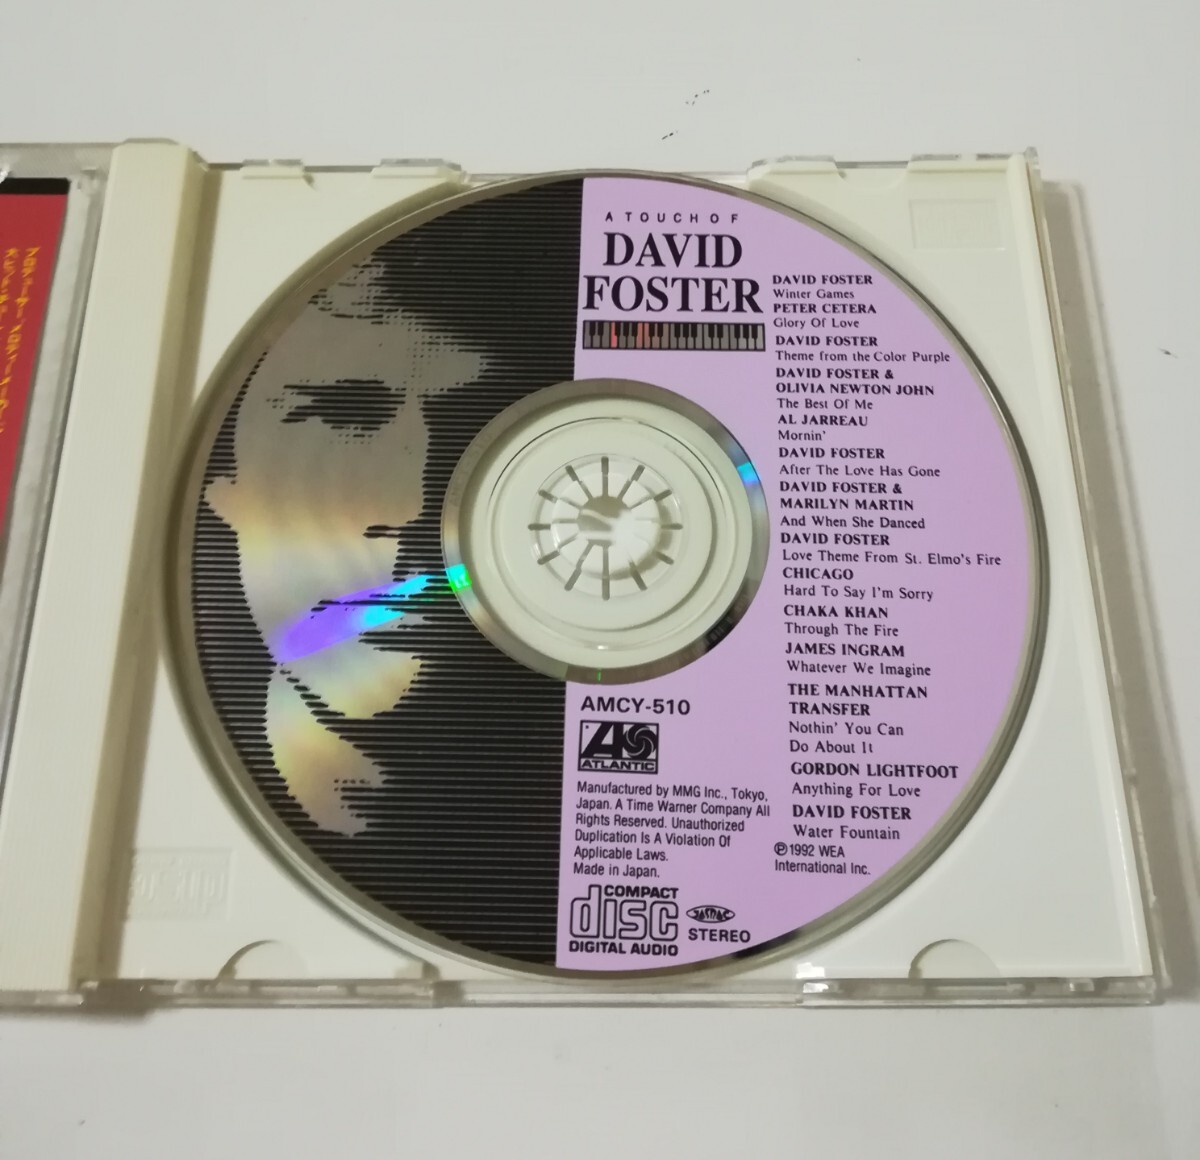 A TOUCH OF
DAVID
FOSTER
DAVID FOSTER
Winter Games
PETER CETERA
Glory Of Love
DAVID FOSTER
Theme from the Color Purple
DAVID FOSTER &
OLIVIA NEWTON JOHN
The Best Of Me
AL JARREAU
Mornin'
DAVID FOSTER
After The Love Has Gone
DAVID FOSTER &
MARILYN MARTIN
And When She Danced
DAVID FOSTER
Love Theme From St. Elmo's Fire
CHICAGO
Hard To Say I'm Sorry
CHAKA KHAN
Through The Fire
JAMES INGRAM
Whatever We Imagine
THE MANHATTAN
TRANSFER
Nothin' You Can
Do About It
GORDON LIGHTFOOT
Anything For Love
DAVID FOSTER
Water Fountain
℗1992 WEA
International Inc.
AMCY-510
ATLANTIC
Manufactured by MMG Inc., Tokyo,
Japan. A Time Warner Company All
Rights Reserved. Unauthorized
Duplication Is A Violation Of
Applicable Laws.
Made in Japan.
COMPACT
disc
DIGITAL AUDIO
JASRAC
STEREO